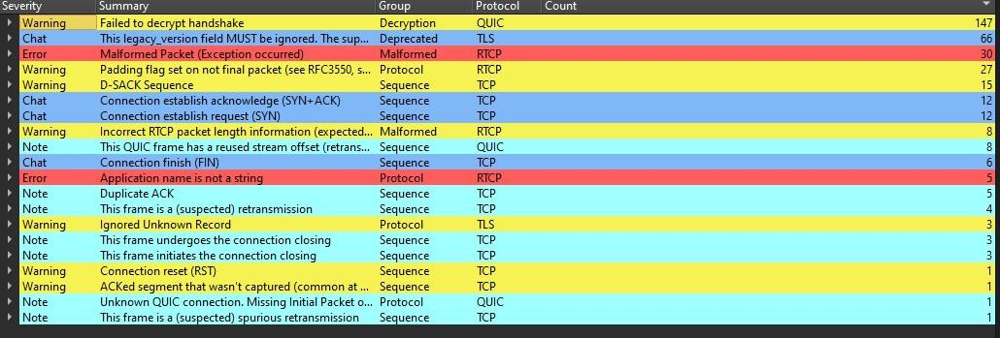 Severity Summary Group Protocol Count
Warning Failed to decrypt handshake Decryption QUIC 147
Chat This legacy_version field MUST be ignored. The sup... Deprecated TLS 66
Error Malformed Packet (Exception occurred) Malformed RTCP 30
Warning Padding flag set on not final packet (see RFC3550, s... Protocol RTCP 27
Warning D-SACK Sequence Sequence TCP 15
Chat Connection establish acknowledge (SYN+ACK) Sequence TCP 12
Chat Connection establish request (SYN) Sequence TCP 12
Warning Incorrect RTCP packet length information (expected... Malformed RTCP 8
Note This QUIC frame has a reused stream offset (retrans... Sequence QUIC 8
Chat Connection finish (FIN) Sequence TCP 6
Error Application name is not a string Protocol RTCP 5
Note Duplicate ACK Sequence TCP 5
Note This frame is a (suspected) retransmission Sequence TCP 4
Warning Ignored Unknown Record Protocol TLS 3
Note This frame undergoes the connection closing Sequence TCP 3
Note This frame initiates the connection closing Sequence TCP 3
Warning Connection reset (RST) Sequence TCP 1
Warning ACKed segment that wasn't captured (common at ... Sequence TCP 1
Note Unknown QUIC connection. Missing Initial Packet o... Protocol QUIC 1
Note This frame is a (suspected) spurious retransmission Sequence TCP 1